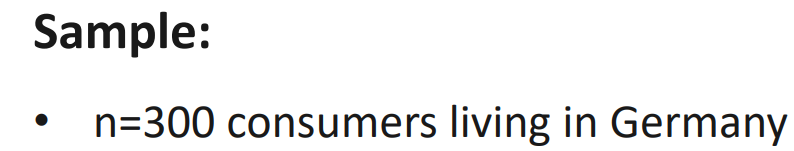 Sample:
• n=300 consumers living in Germany